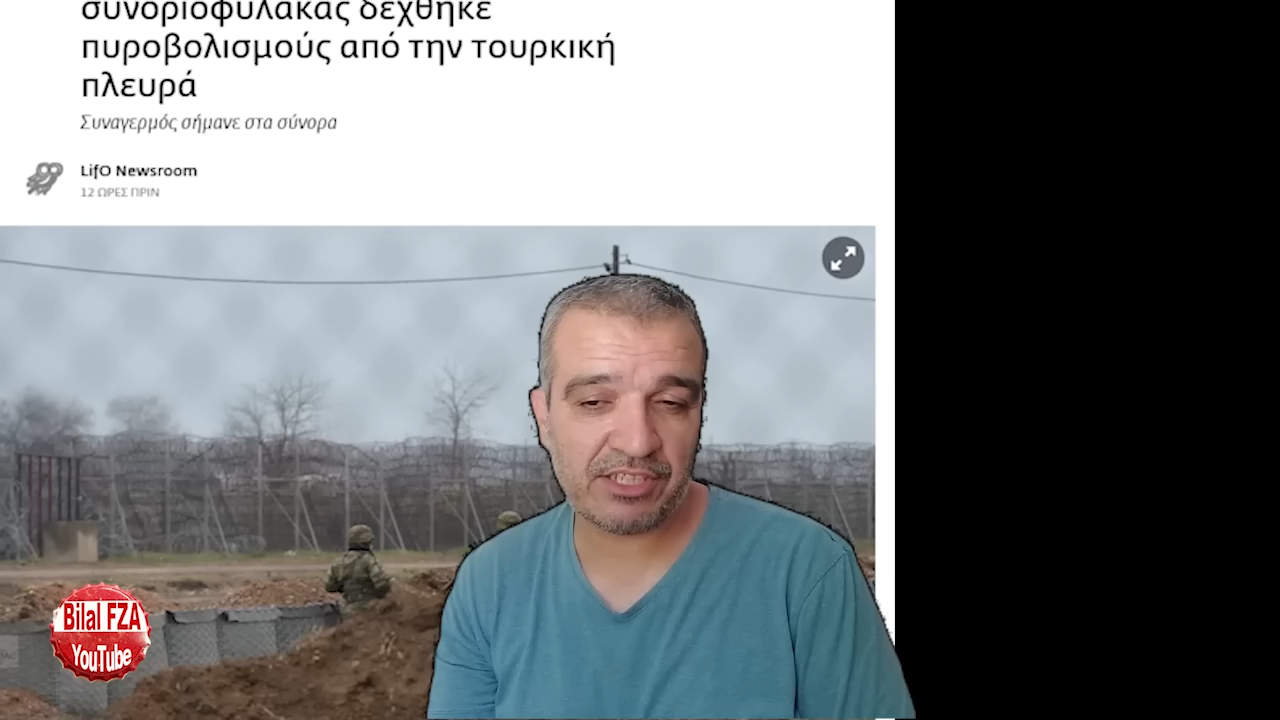 συνοριοφύλακας δέχθηκε
πυροβολισμούς από την τουρκική
πλευρά
Συναγερμός σήμανε στα σύνορα
LifO Newsroom
12 ΩΡΕΣ ΠΡΙΝ
Bilal FZA
YouTube